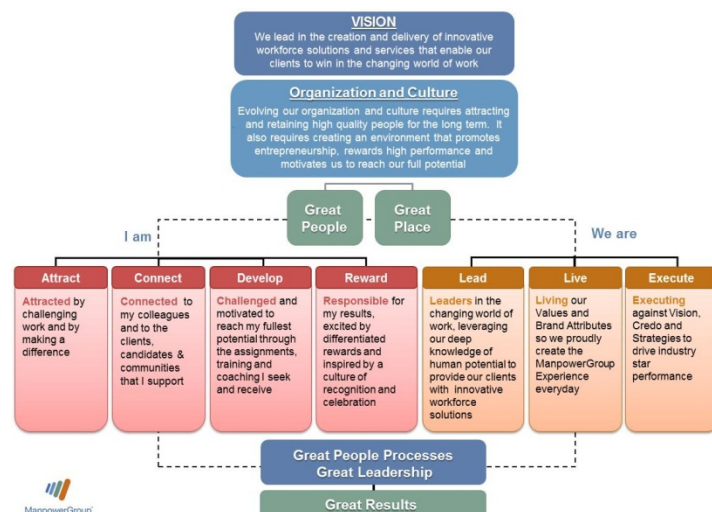 VISION
We lead in the creation and delivery of innovative
workforce solutions and services that enable our
clients to win in the changing world of work
Organization and Culture
Evolving our organization and culture requires attracting
and retaining high quality people for the long term. It
also requires creating an environment that promotes
entrepreneurship, rewards high performance and
motivates us to reach our full potential
Great
People
Great
Place
I am
We are
Attract
Attracted by
challenging
work and by
making a
difference
Connect
Connected to
my colleagues
and to the
clients,
candidates &
communities
that I support
Develop
Challenged and
motivated to
reach my fullest
potential through
the assignments,
training and
coaching I seek
and receive
Reward
Responsible for
my results,
excited by
differentiated
rewards and
inspired by a
culture of
recognition and
celebration
Lead
Leaders in the
changing world of
work, leveraging
our deep
knowledge of
human potential to
provide our clients
with innovative
workforce
solutions
Live
Living our
Values and
Brand Attributes
so we proudly
create the
ManpowerGroup
Experience
everyday
Execute
Executing
against Vision,
Credo and
Strategies to
drive industry
star
performance
Great People Processes
Great Leadership
Great Results
ManpowerGroup